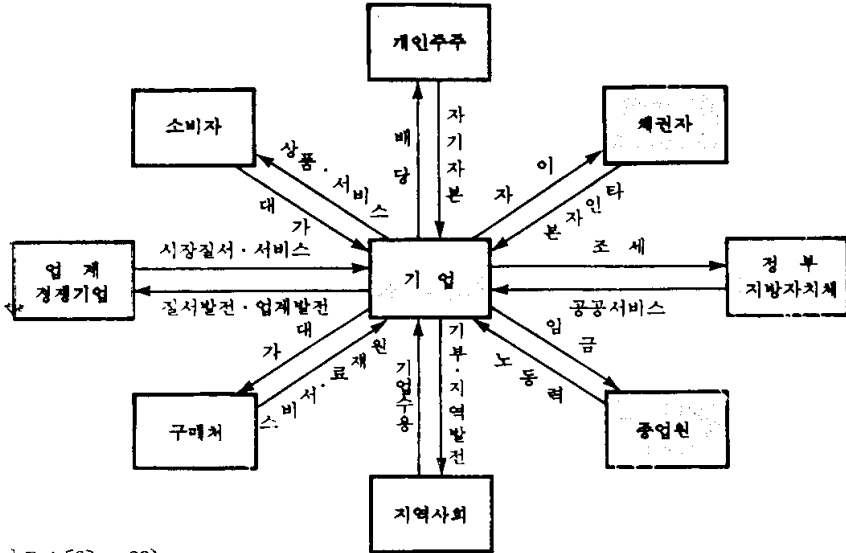 개인주주
소비자
채권자
배당
자기자본
상품·서비스
대가
이자
타인자본
업계
경쟁기업
시장질서·서비스
질서발전·업계발전
기업
조세
공공서비스
정부
지방자치체
대가
원재료·서비스
기업수용
기부·지역발전
임금
노동력
구매처
종업원
지역사회